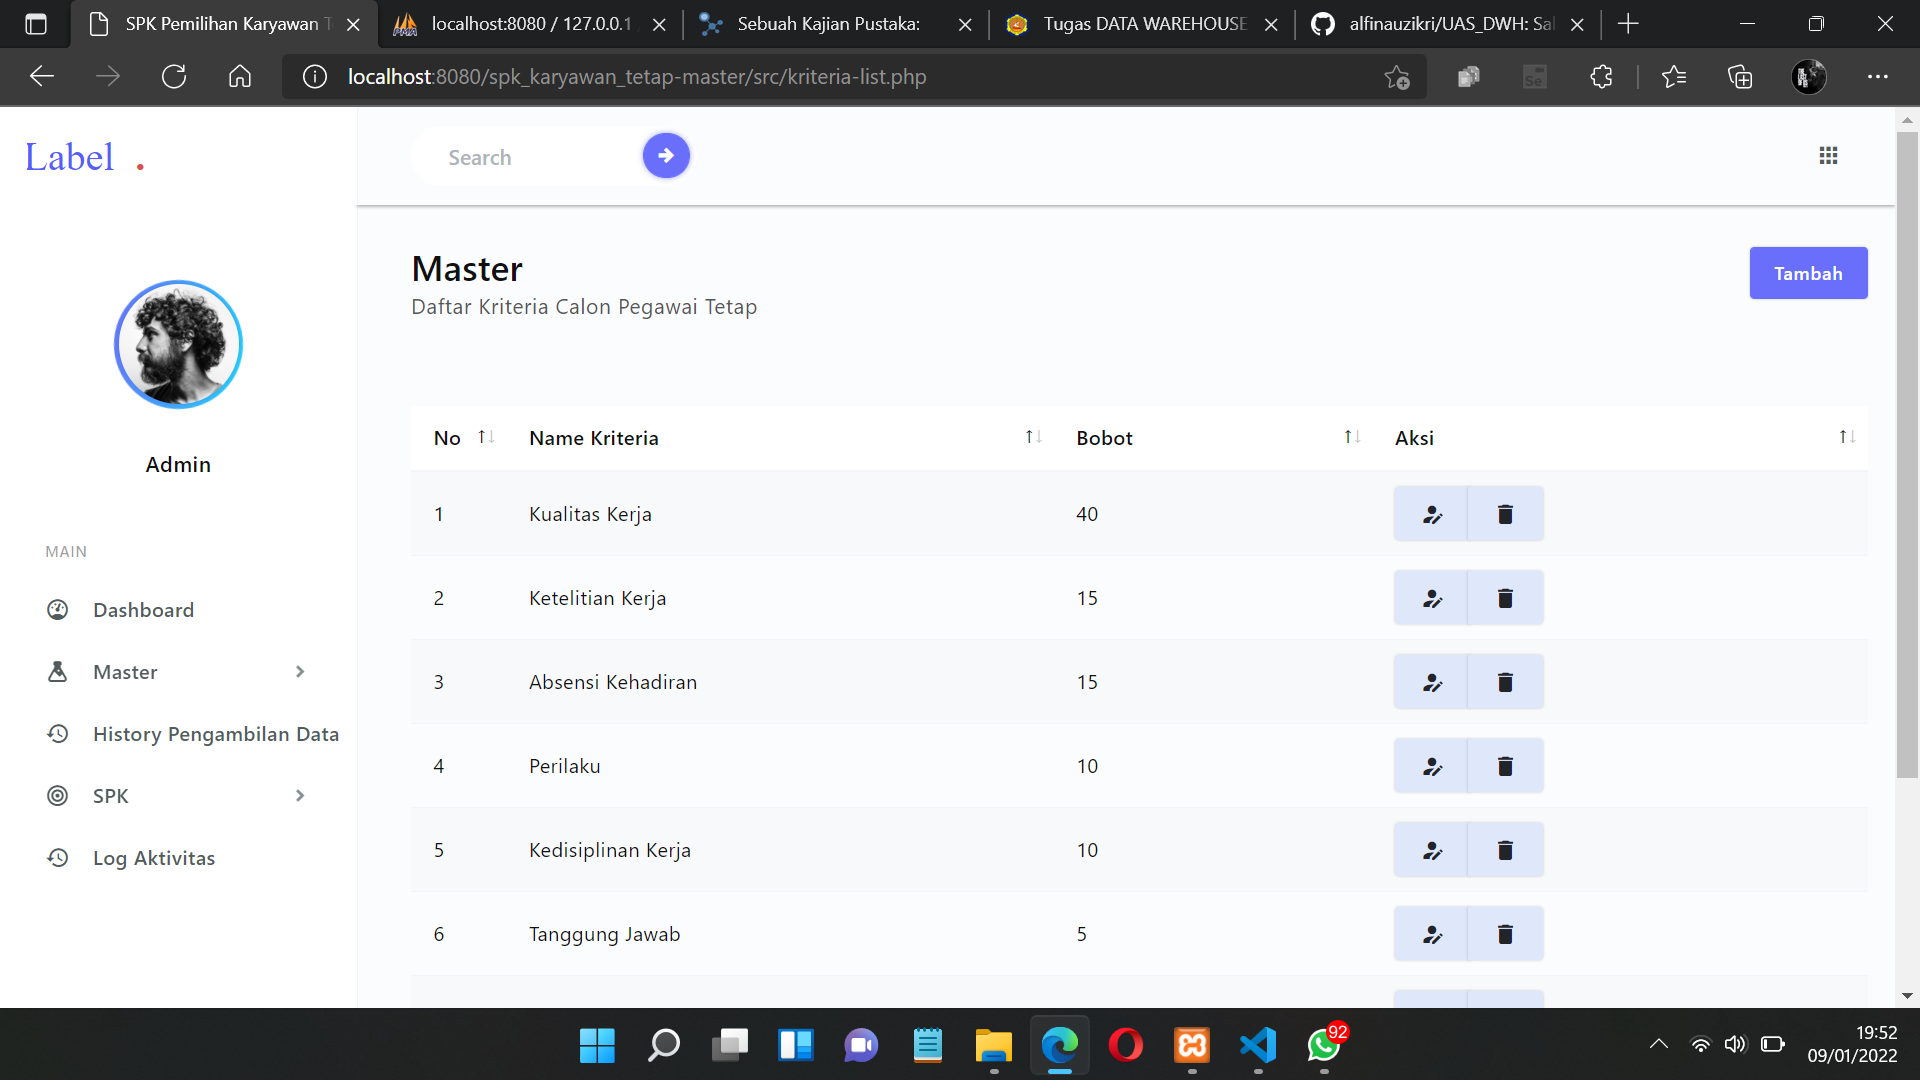 SPK Pemilihan Karyawan T
localhost:8080 / 127.0.0.1
Sebuah Kajian Pustaka:
Tugas DATA WAREHOUSE
alfinauzikri/UAS_DWH: Sal
localhost:8080/spk_karyawan_tetap-master/src/kriteria-list.php
Label .
Search
Master
Daftar Kriteria Calon Pegawai Tetap
Tambah
Admin
MAIN
Dashboard
Master
History Pengambilan Data
SPK
Log Aktivitas
No Name Kriteria Bobot Aksi
1 Kualitas Kerja 40
2 Ketelitian Kerja 15
3 Absensi Kehadiran 15
4 Perilaku 10
5 Kedisiplinan Kerja 10
6 Tanggung Jawab 5
92
19:52
09/01/2022